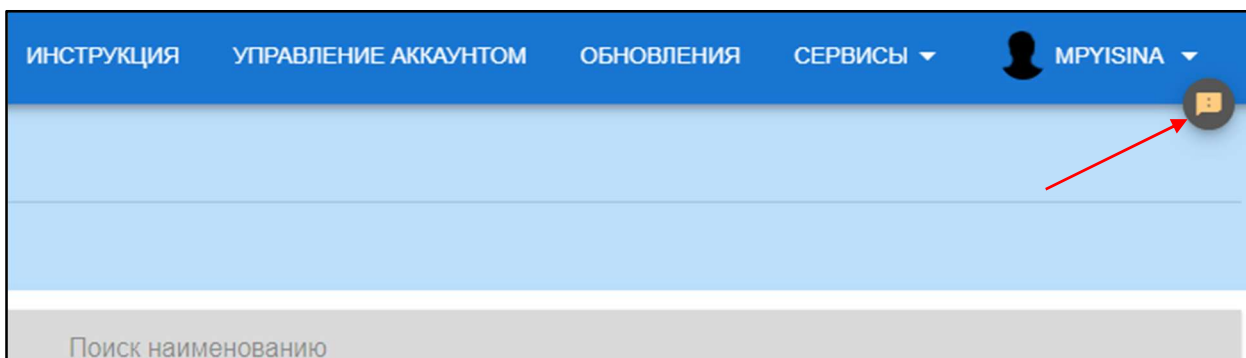 ИНСТРУКЦИЯ УПРАВЛЕНИЕ АККАУНТОМ ОБНОВЛЕНИЯ СЕРВИСЫ MPYISINA
Поиск наименованию